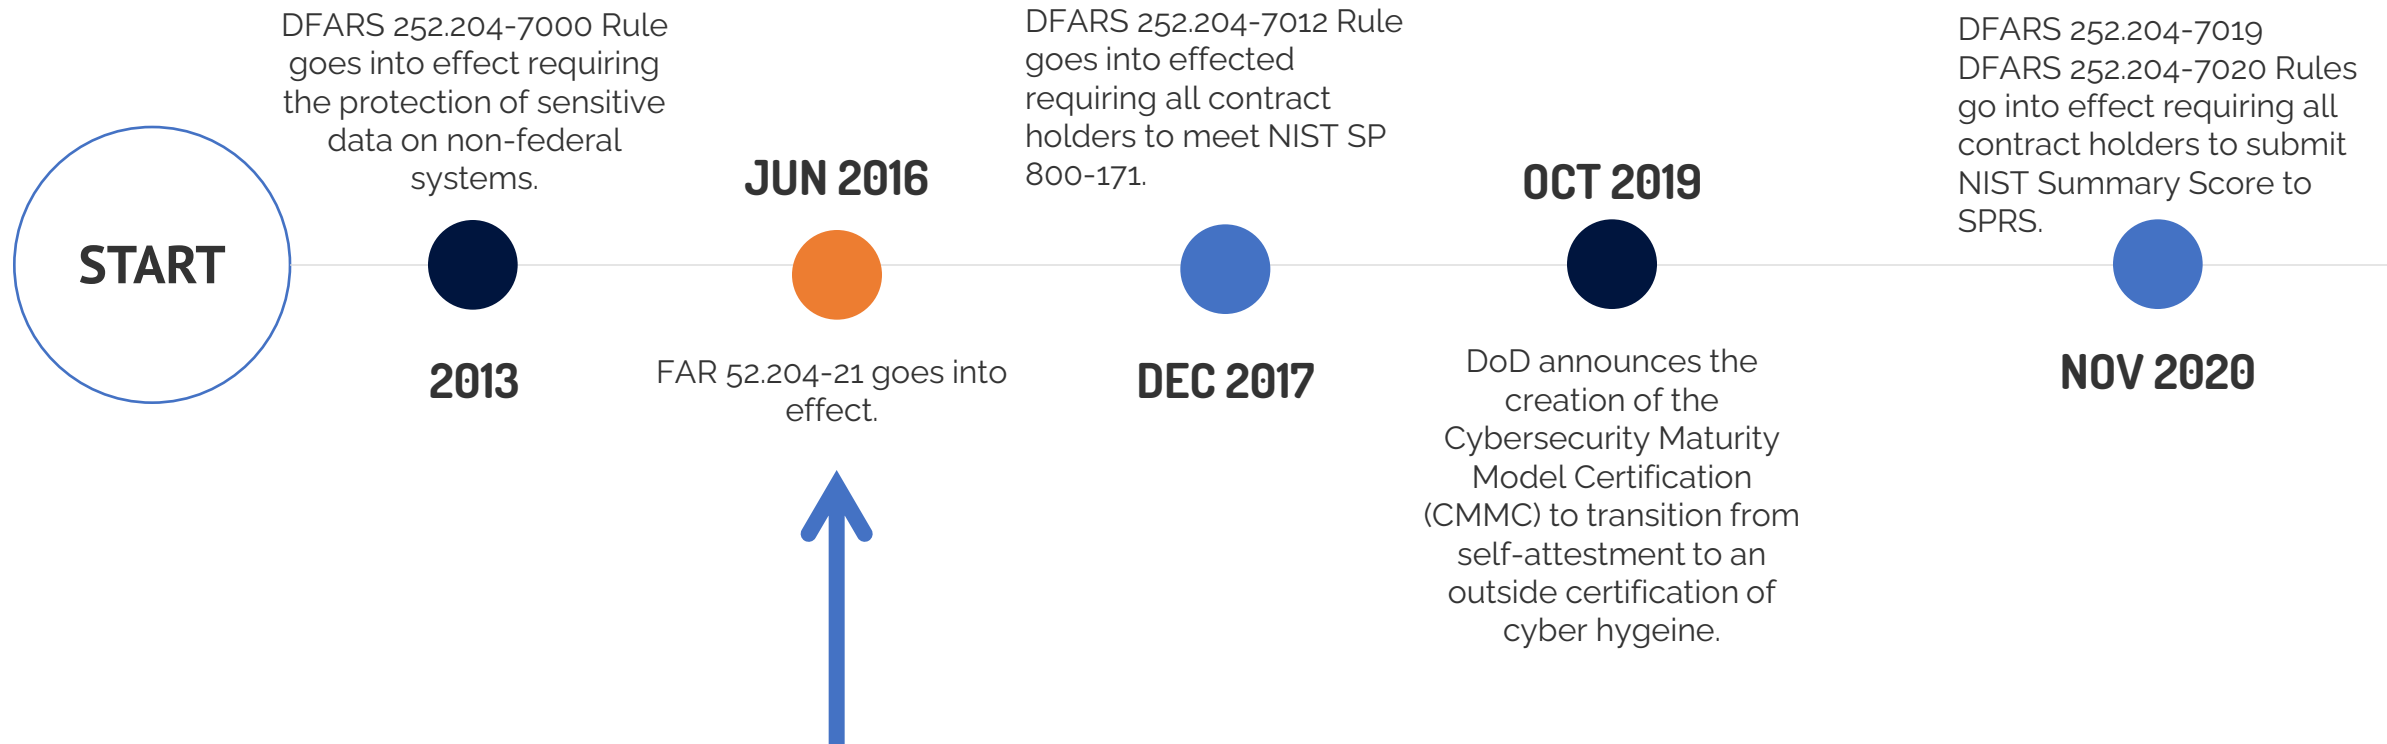 START
DFARS 252.204-7000 Rule
goes into effect requiring
the protection of sensitive
data on non-federal
systems.
2013
JUN 2016
FAR 52.204-21 goes into
effect.
DFARS 252.204-7012 Rule
goes into effected
requiring all contract
holders to meet NIST SP
800-171.
DEC 2017
OCT 2019
DoD announces the
creation of the
Cybersecurity Maturity
Model Certification
(CMMC) to transition from
self-attestment to an
outside certification of
cyber hygeine.
DFARS 252.204-7019
DFARS 252.204-7020 Rules
go into effect requiring all
contract holders to submit
NIST Summary Score to
SPRS.
NOV 2020